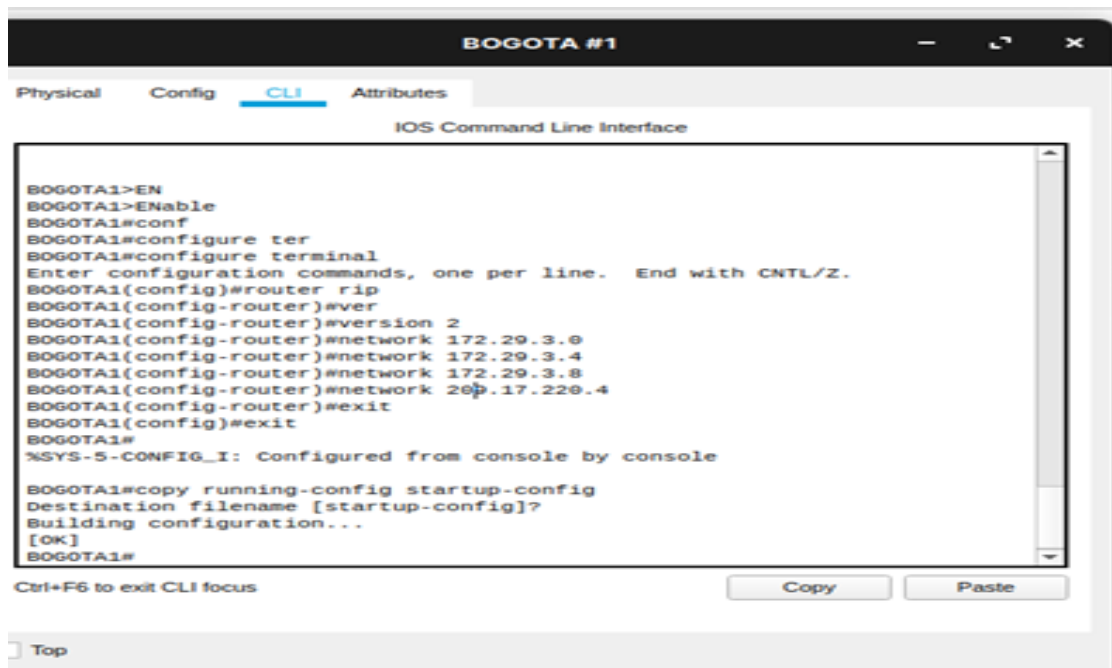 BOGOTA #1
Physical Config CLI Attributes
IOS Command Line Interface
BOGOTA1>EN
BOGOTA1>ENable
BOGOTA1#conf
BOGOTA1#configure ter
BOGOTA1#configure terminal
Enter configuration commands, one per line. End with CNTL/Z.
BOGOTA1(config)#router rip
BOGOTA1(config-router)#ver
BOGOTA1(config-router)#version 2
BOGOTA1(config-router)#network 172.29.3.0
BOGOTA1(config-router)#network 172.29.3.4
BOGOTA1(config-router)#network 172.29.3.8
BOGOTA1(config-router)#network .17.220.4
BOGOTA1(config-router)#exit
BOGOTA1(config)#exit
BOGOTA1#
%SYS-5-CONFIG_I: Configured from console by console
BOGOTA1#copy running-config startup-config
Destination filename [startup-config]?
Building configuration...
[OK]
BOGOTA1#
Ctrl+F6 to exit CLI focus
Copy Paste
Top